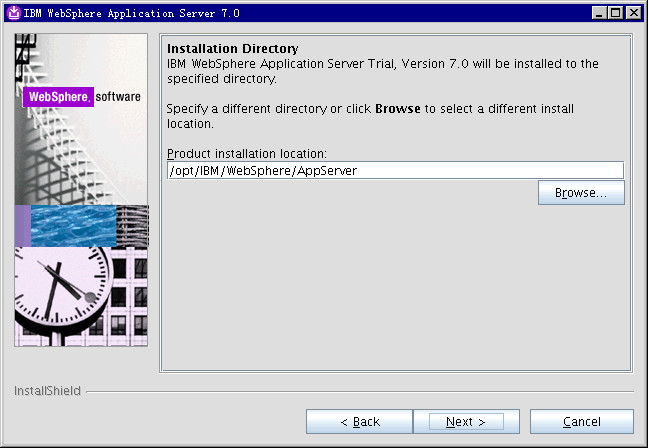 IBM WebSphere Application Server 7.0
WebSphere. software
Installation Directory
IBM WebSphere Application Server Trial, Version 7.0 will be installed to the
specified directory.
Specify a different directory or click Browse to select a different install
location.
Product installation location:
/opt/IBM/WebSphere/AppServer
Browse...
InstallShield
< Back
Next >
Cancel